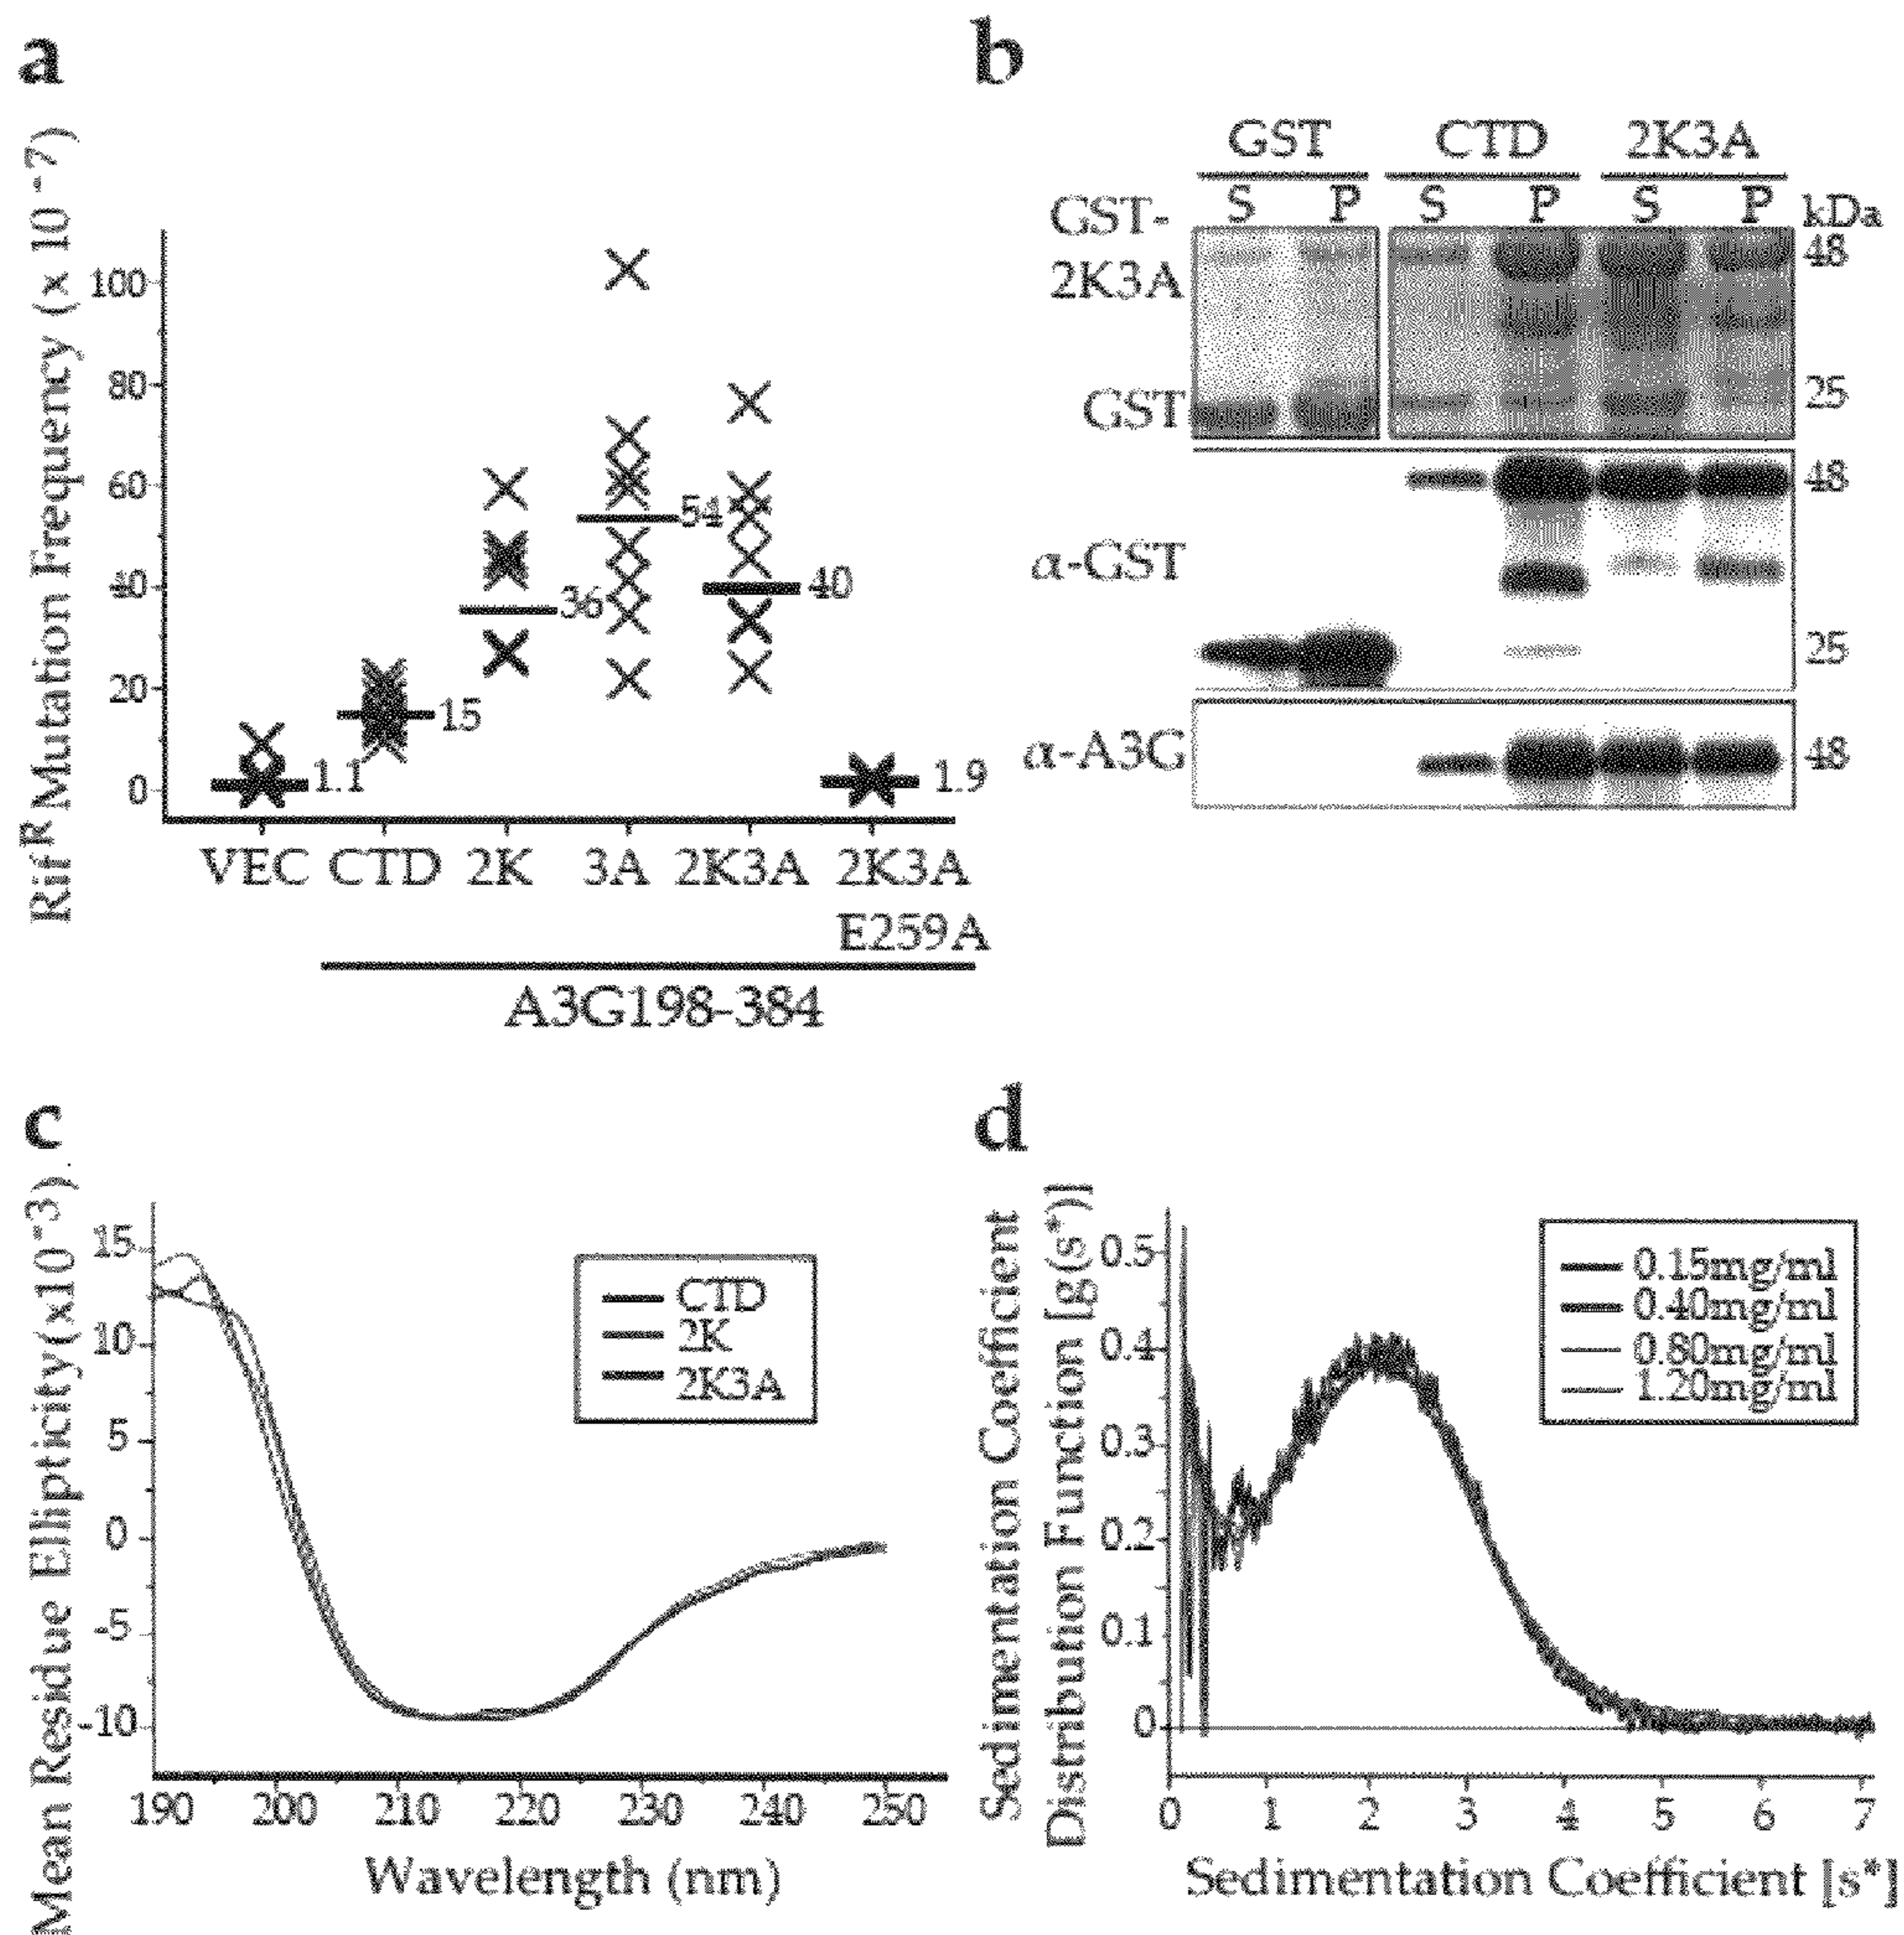 a
Rif^R Mutation Frequency (x 10^-7)
100
80
60
40
20
0
1.1
15
36
54
40
1.9
VEC CTD 2K 3A 2K3A 2K3A
E259A
A3G198-384
b
GST CTD 2K3A
S P S P S P kDa
GST-
2K3A
GST
48
25
α-GST
48
25
α-A3G
48
c
Mean Residue Ellipticity(x10^-3).
15
10
5
0
-5
-10
190 200 210 220 230 240 250
Wavelength (nm)
CTD
2K
2K3A
d
Sedimentation Coefficient
Distribution Function [g(s*)]
0.5
0.4
0.3
0.2
0.1
0
0 1 2 3 4 5 6 7
Sedimentation Coefficient [s*]
0.15mg/ml
0.40mg/ml
0.80mg/ml
1.20mg/ml